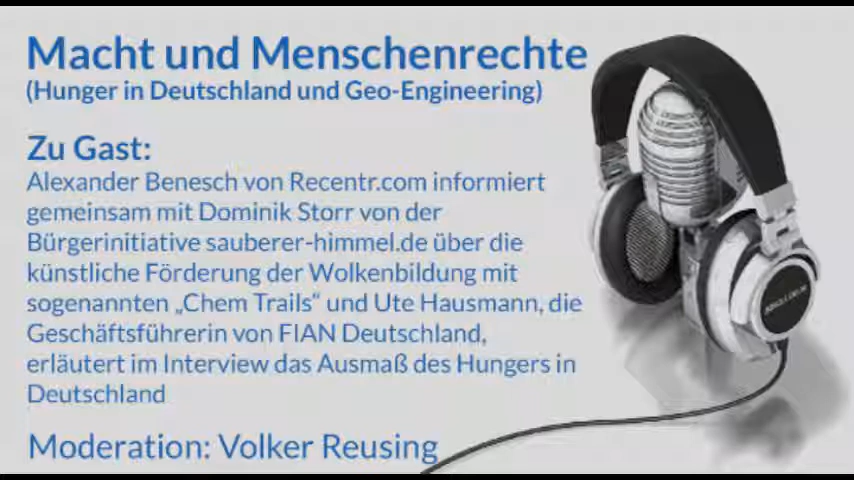 Macht und Menschenrechte
(Hunger in Deutschland und Geo-Engineering)
Zu Gast:
Alexander Benesch von Recentr.com informiert
gemeinsam mit Dominik Storr von der
Bürgerinitiative sauberer-himmel.de über die
künstliche Förderung der Wolkenbildung mit
sogenannten „Chem Trails“ und Ute Hausmann, die
Geschäftsführerin von FIAN Deutschland,
erläutert im Interview das Ausmaß des Hungers in
Deutschland
Moderation: Volker Reusing